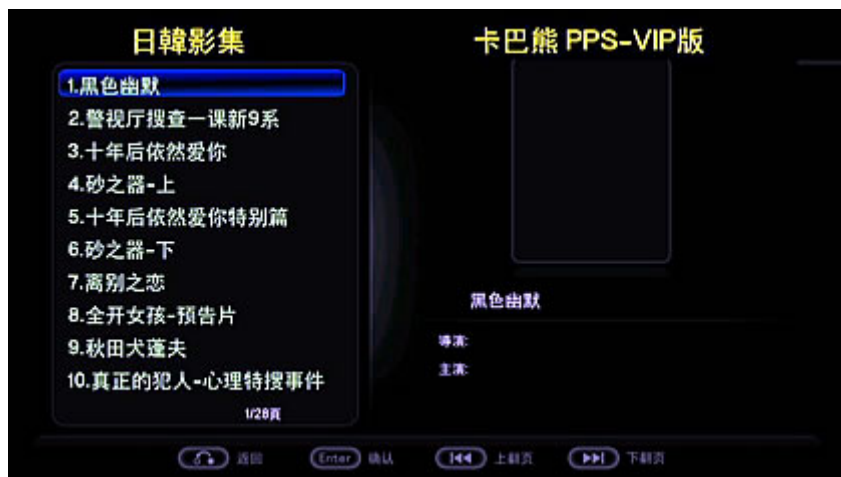 日韓影集
卡巴熊 PPS-VIP版
1.黑色幽默
2.警视厅搜查一课新9系
3.十年后依然爱你
4.砂之器-上
5.十年后依然爱你特别篇
6.砂之器-下
7.离别之恋
8.全开女孩-预告片
9.秋田犬蓬夫
10.真正的犯人-心理特搜事件
1/28頁
黑色幽默
導演:
主演:
返回 Enter 确认 上翻页 下翻页